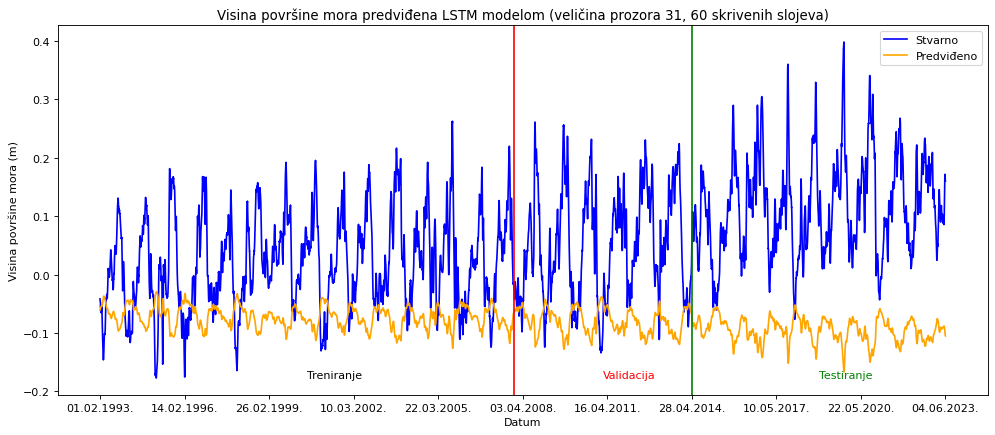 Visina površine mora predviđena LSTM modelom (veličina prozora 31, 60 skrivenih slojeva)
Stvarno
Predviđeno
0.4
0.3
0.2
0.1
0.0
−0.1
−0.2
Visina površine mora (m)
Treniranje
Validacija
Testiranje
01.02.1993. 14.02.1996. 26.02.1999. 10.03.2002. 22.03.2005. 03.04.2008. 16.04.2011. 28.04.2014. 10.05.2017. 22.05.2020. 04.06.2023.
Datum